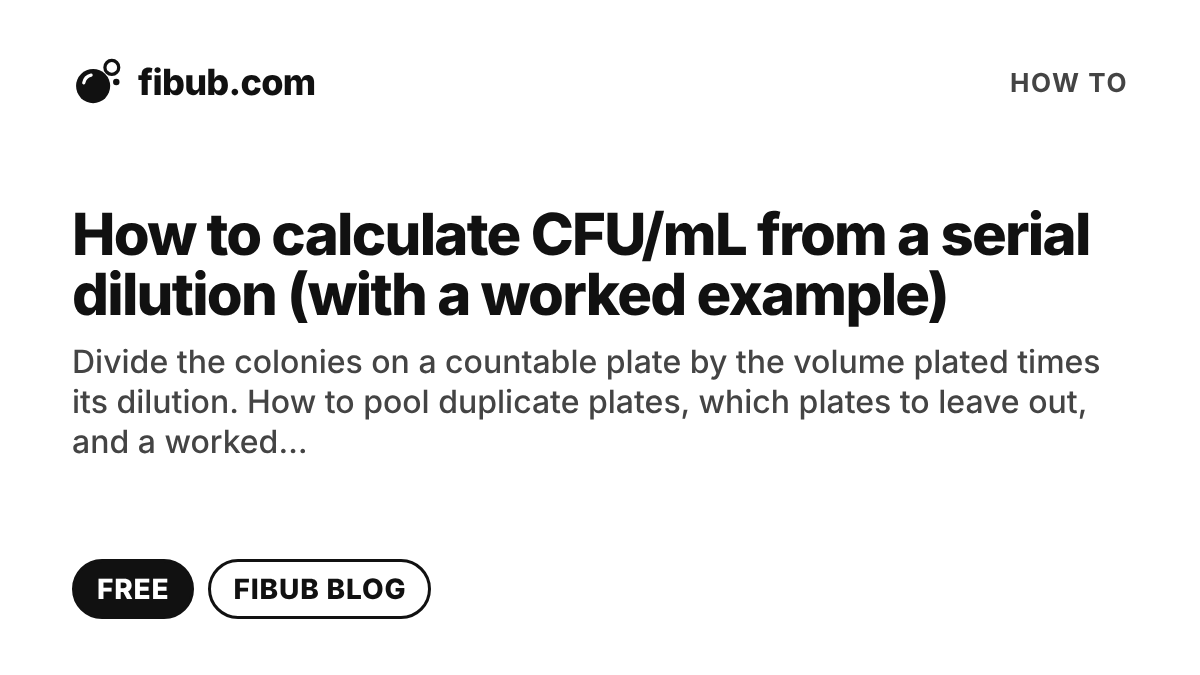 fibub.com
HOW TO
How to calculate CFU/mL from a serial
dilution (with a worked example)
Divide the colonies on a countable plate by the volume plated times
its dilution. How to pool duplicate plates, which plates to leave out,
and a worked...
FREE
FIBUB BLOG